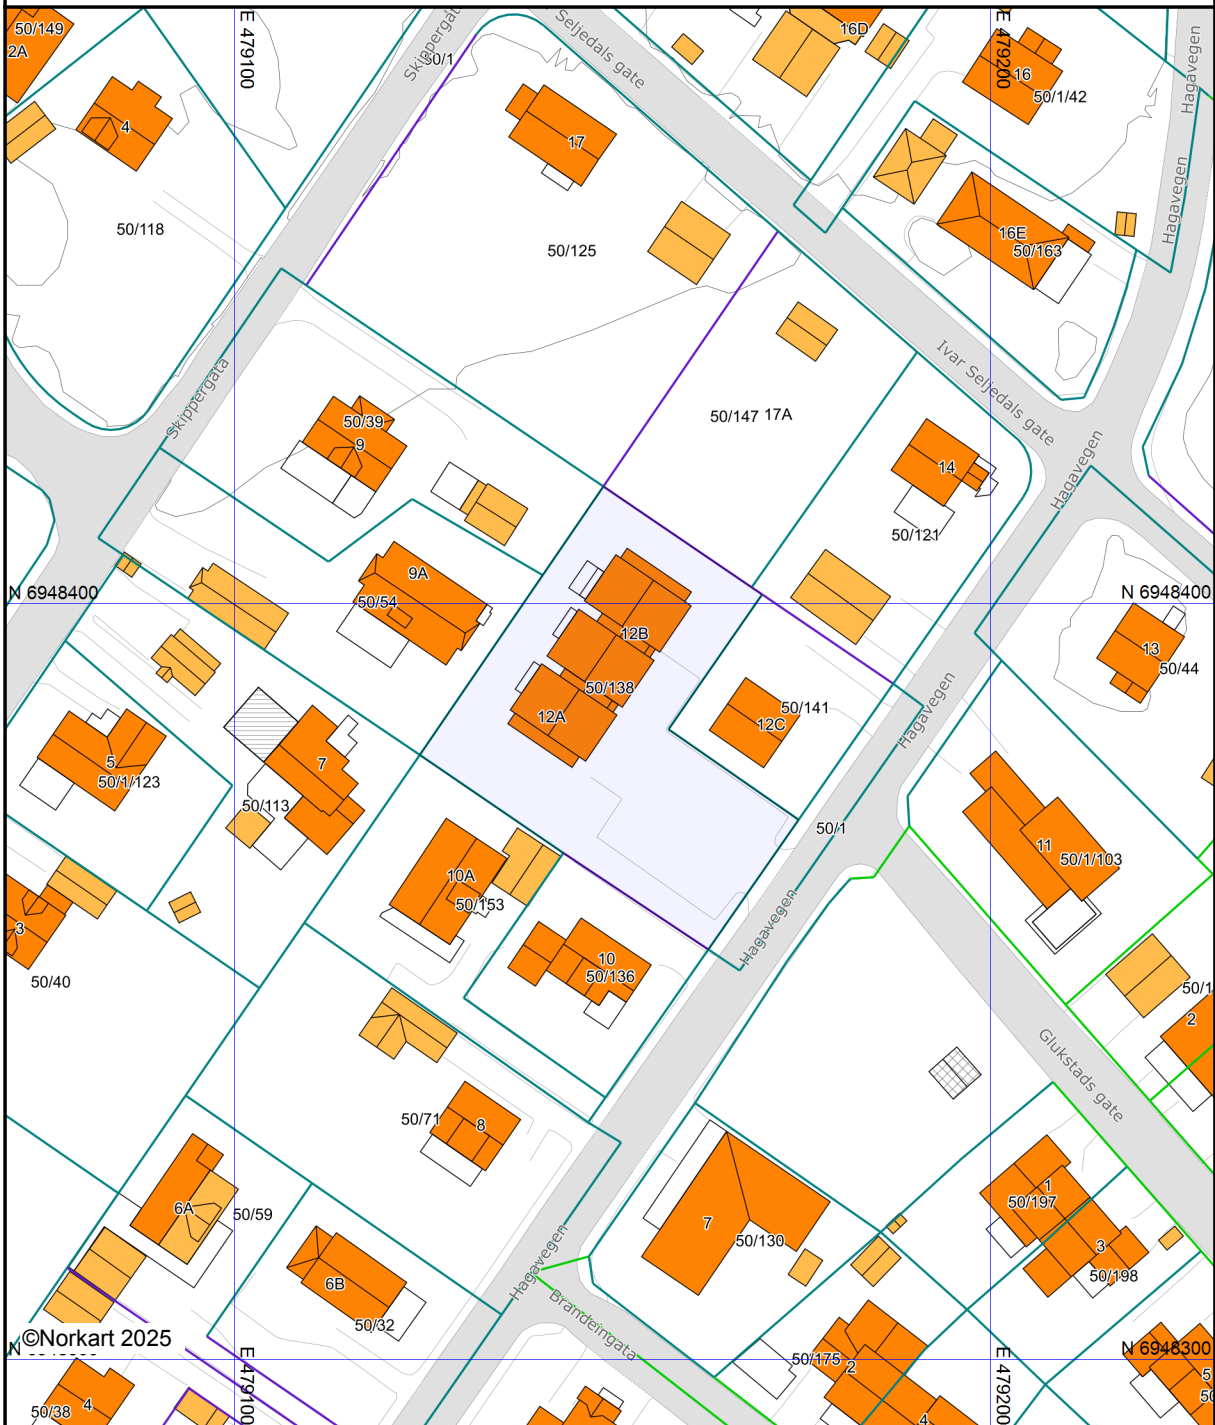 50/149
2A
E 479100
Skippergata
50/1
Seljedals gate
16D
E 479200
16
50/1/42
Hagavegen
4
17
Hagavegen
50/118
50/125
16E
50/163
Skippergata
50/39
9
50/147 17A
Ivar Seljedals gate
14
Hagavegen
50/121
N 6948400
9A
50/54
N 6948400
12B
13
50/44
50/138
12A
50/141
12C
Hagavegen
5
50/1/123
7
50/113
50/1
11
50/1/103
10A
50/153
3
50/40
Hagavegen
10
50/136
2
Glukstads gate
50/71
8
6A
50/59
1
50/197
7
50/130
3
50/198
Hagavegen
6B
50/32
Brandeingata
©Norkart 2025
N 6948300
50/175
2
E 479100
E 479200
5
4
50/38
4